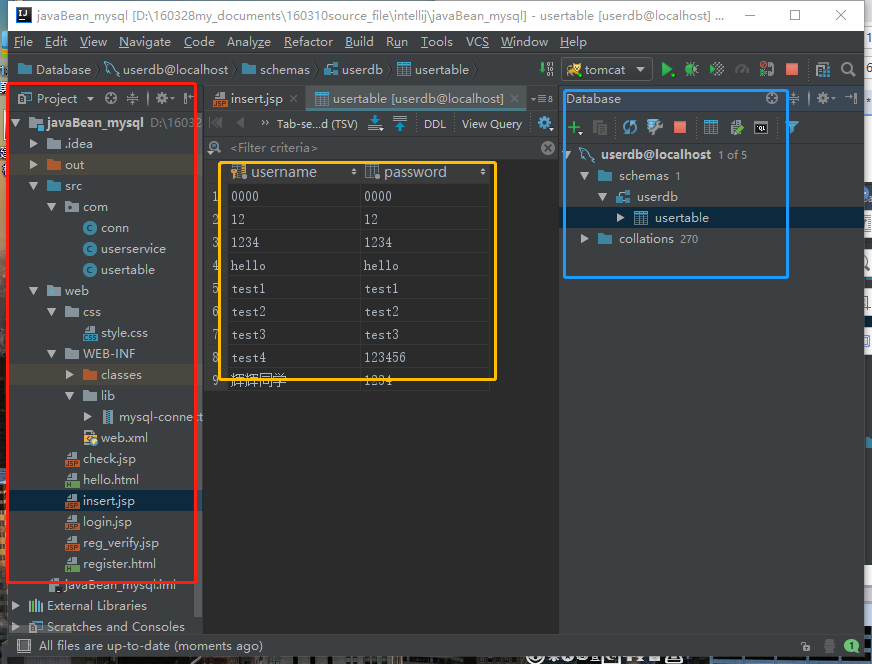 javaBean_mysql [D:\160328my_documents\160310source_file\intellij\javaBean_mysql] - usertable [userdb@localhost] ...
File Edit View Navigate Code Analyze Refactor Build Run Tools VCS Window Help
Database userdb@localhost schemas userdb usertable tomcat
Project
insert.jsp usertable [userdb@localhost] 8
Database
Tab-se...d (TSV) DDL View Query
<Filter criteria>
javaBean_mysql D:\16032
.idea
out
src
com
conn
userservice
usertable
web
css
style.css
WEB-INF
classes
lib
mysql-connect
web.xml
check.jsp
hello.html
insert.jsp
login.jsp
reg_verify.jsp
register.html
javaBean_mysql.iml
External Libraries
Scratches and Consoles
username password
1 0000 0000
2 12 12
3 1234 1234
4 hello hello
5 test1 test1
6 test2 test2
7 test3 test3
8 test4 123456
9 辉辉同学 1234
userdb@localhost 1 of 5
schemas 1
userdb
usertable
collations 270
All files are up-to-date (moments ago) 1